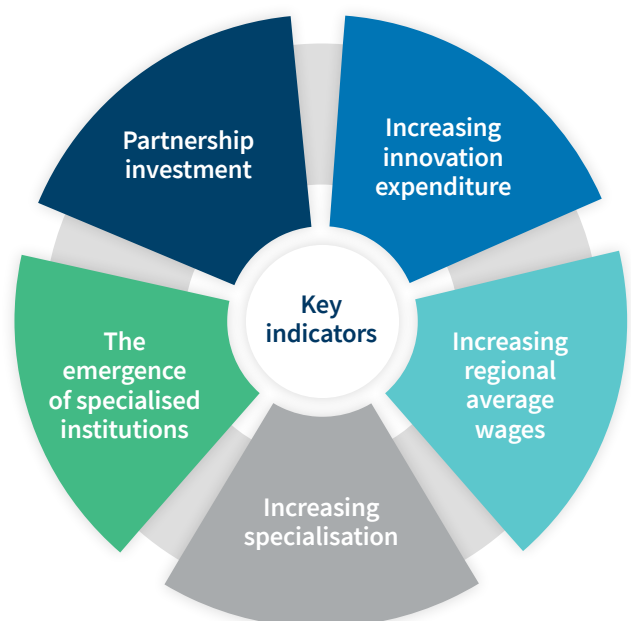 Partnership
investment
Increasing
innovation
expenditure
Key
indicators
The
emergence
of specialised
institutions
Increasing
regional
average
wages
Increasing
specialisation